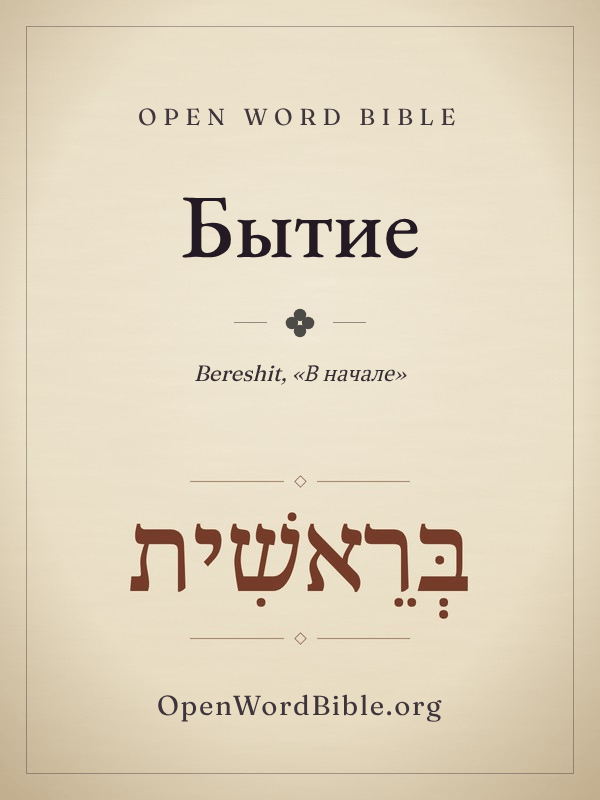 OPEN WORD BIBLE
Бытие
Bereshit, «В начале»
בְּרֵאשִׁית
OpenWordBible.org